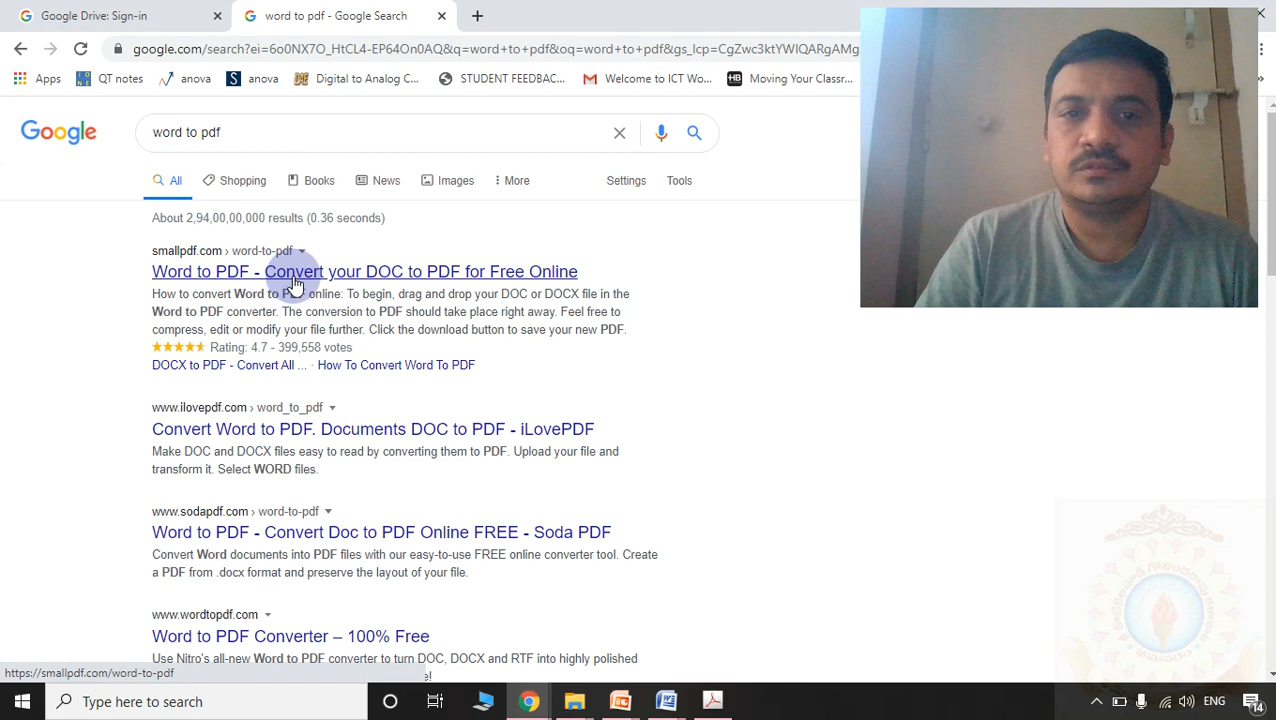 Google Drive: Sign-in
word to pdf - Google Search
google.com/search?ei=6o0NX7O_HtCL4-EP64On0AQ&q=word+to+pdf&oq=word+to+pdf&gs_lcp=CgZwc3ktYWIQARgAMg
Apps
QT notes
anova
anova
Digital to Analog C...
STUDENT FEEDBAC...
Welcome to ICT Wo...
Moving Your Classr...
Google
word to pdf
All
Shopping
Books
News
Images
More
Settings
Tools
About 2,94,00,00,000 results (0.36 seconds)
smallpdf.com › word-to-pdf
Word to PDF - Convert your DOC to PDF for Free Online
How to convert Word to PDF online: To begin, drag and drop your DOC or DOCX file in the
Word to PDF converter. The conversion to PDF should take place right away. Feel free to
compress, edit or modify your file further. Click the download button to save your new PDF.
Rating: 4.7 - 399,558 votes
DOCX to PDF - Convert All ... · How To Convert Word To PDF
www.ilovepdf.com › word_to_pdf
Convert Word to PDF. Documents DOC to PDF - iLovePDF
Make DOC and DOCX files easy to read by converting them to PDF. Upload your file and
transform it. Select WORD files.
www.sodapdf.com › word-to-pdf
Word to PDF - Convert Doc to PDF Online FREE - Soda PDF
Convert Word documents into PDF files with our easy-to-use FREE online converter tool. Create
a PDF from .docx format and preserve the layout of your file.
www.wordtopdf.com
Word to PDF Converter – 100% Free
Use Nitro's all-new Word to PDF converter to turn DOC, DOCX and RTF into highly polished
https://smallpdf.com/word-to-pdf
Type here to search
ENG
14